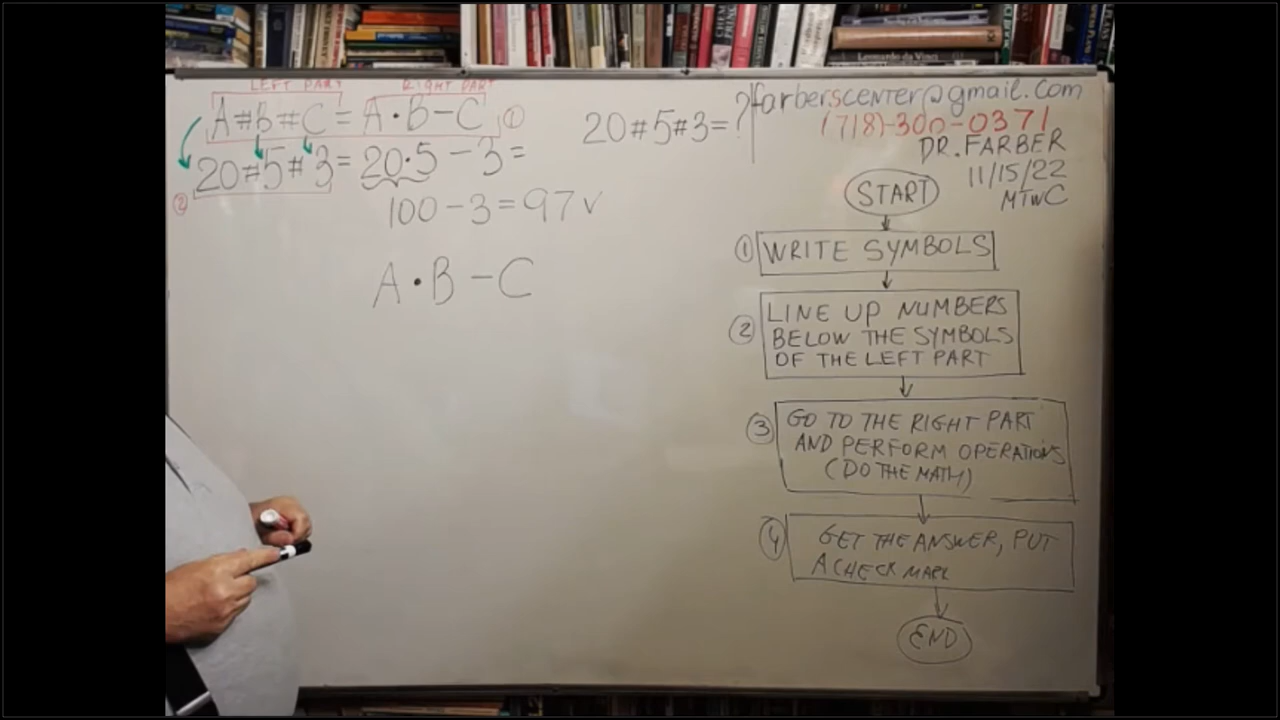 LEFT PART RIGHT PART
A#B#C=A·B-C ①
20#5#3=20·5-3=
②
100-3=97✓
A·B-C
20#5#3=?
farberscenter@gmail.com
(718)-300-0371
DR.FARBER
11/15/22
MTWC
START
① WRITE SYMBOLS
② LINE UP NUMBERS
BELOW THE SYMBOLS
OF THE LEFT PART
③ GO TO THE RIGHT PART
AND PERFORM OPERATIONS
(DO THE MATH)
④ GET THE ANSWER, PUT
A CHECK MARK
END
Leonardo da Vinci